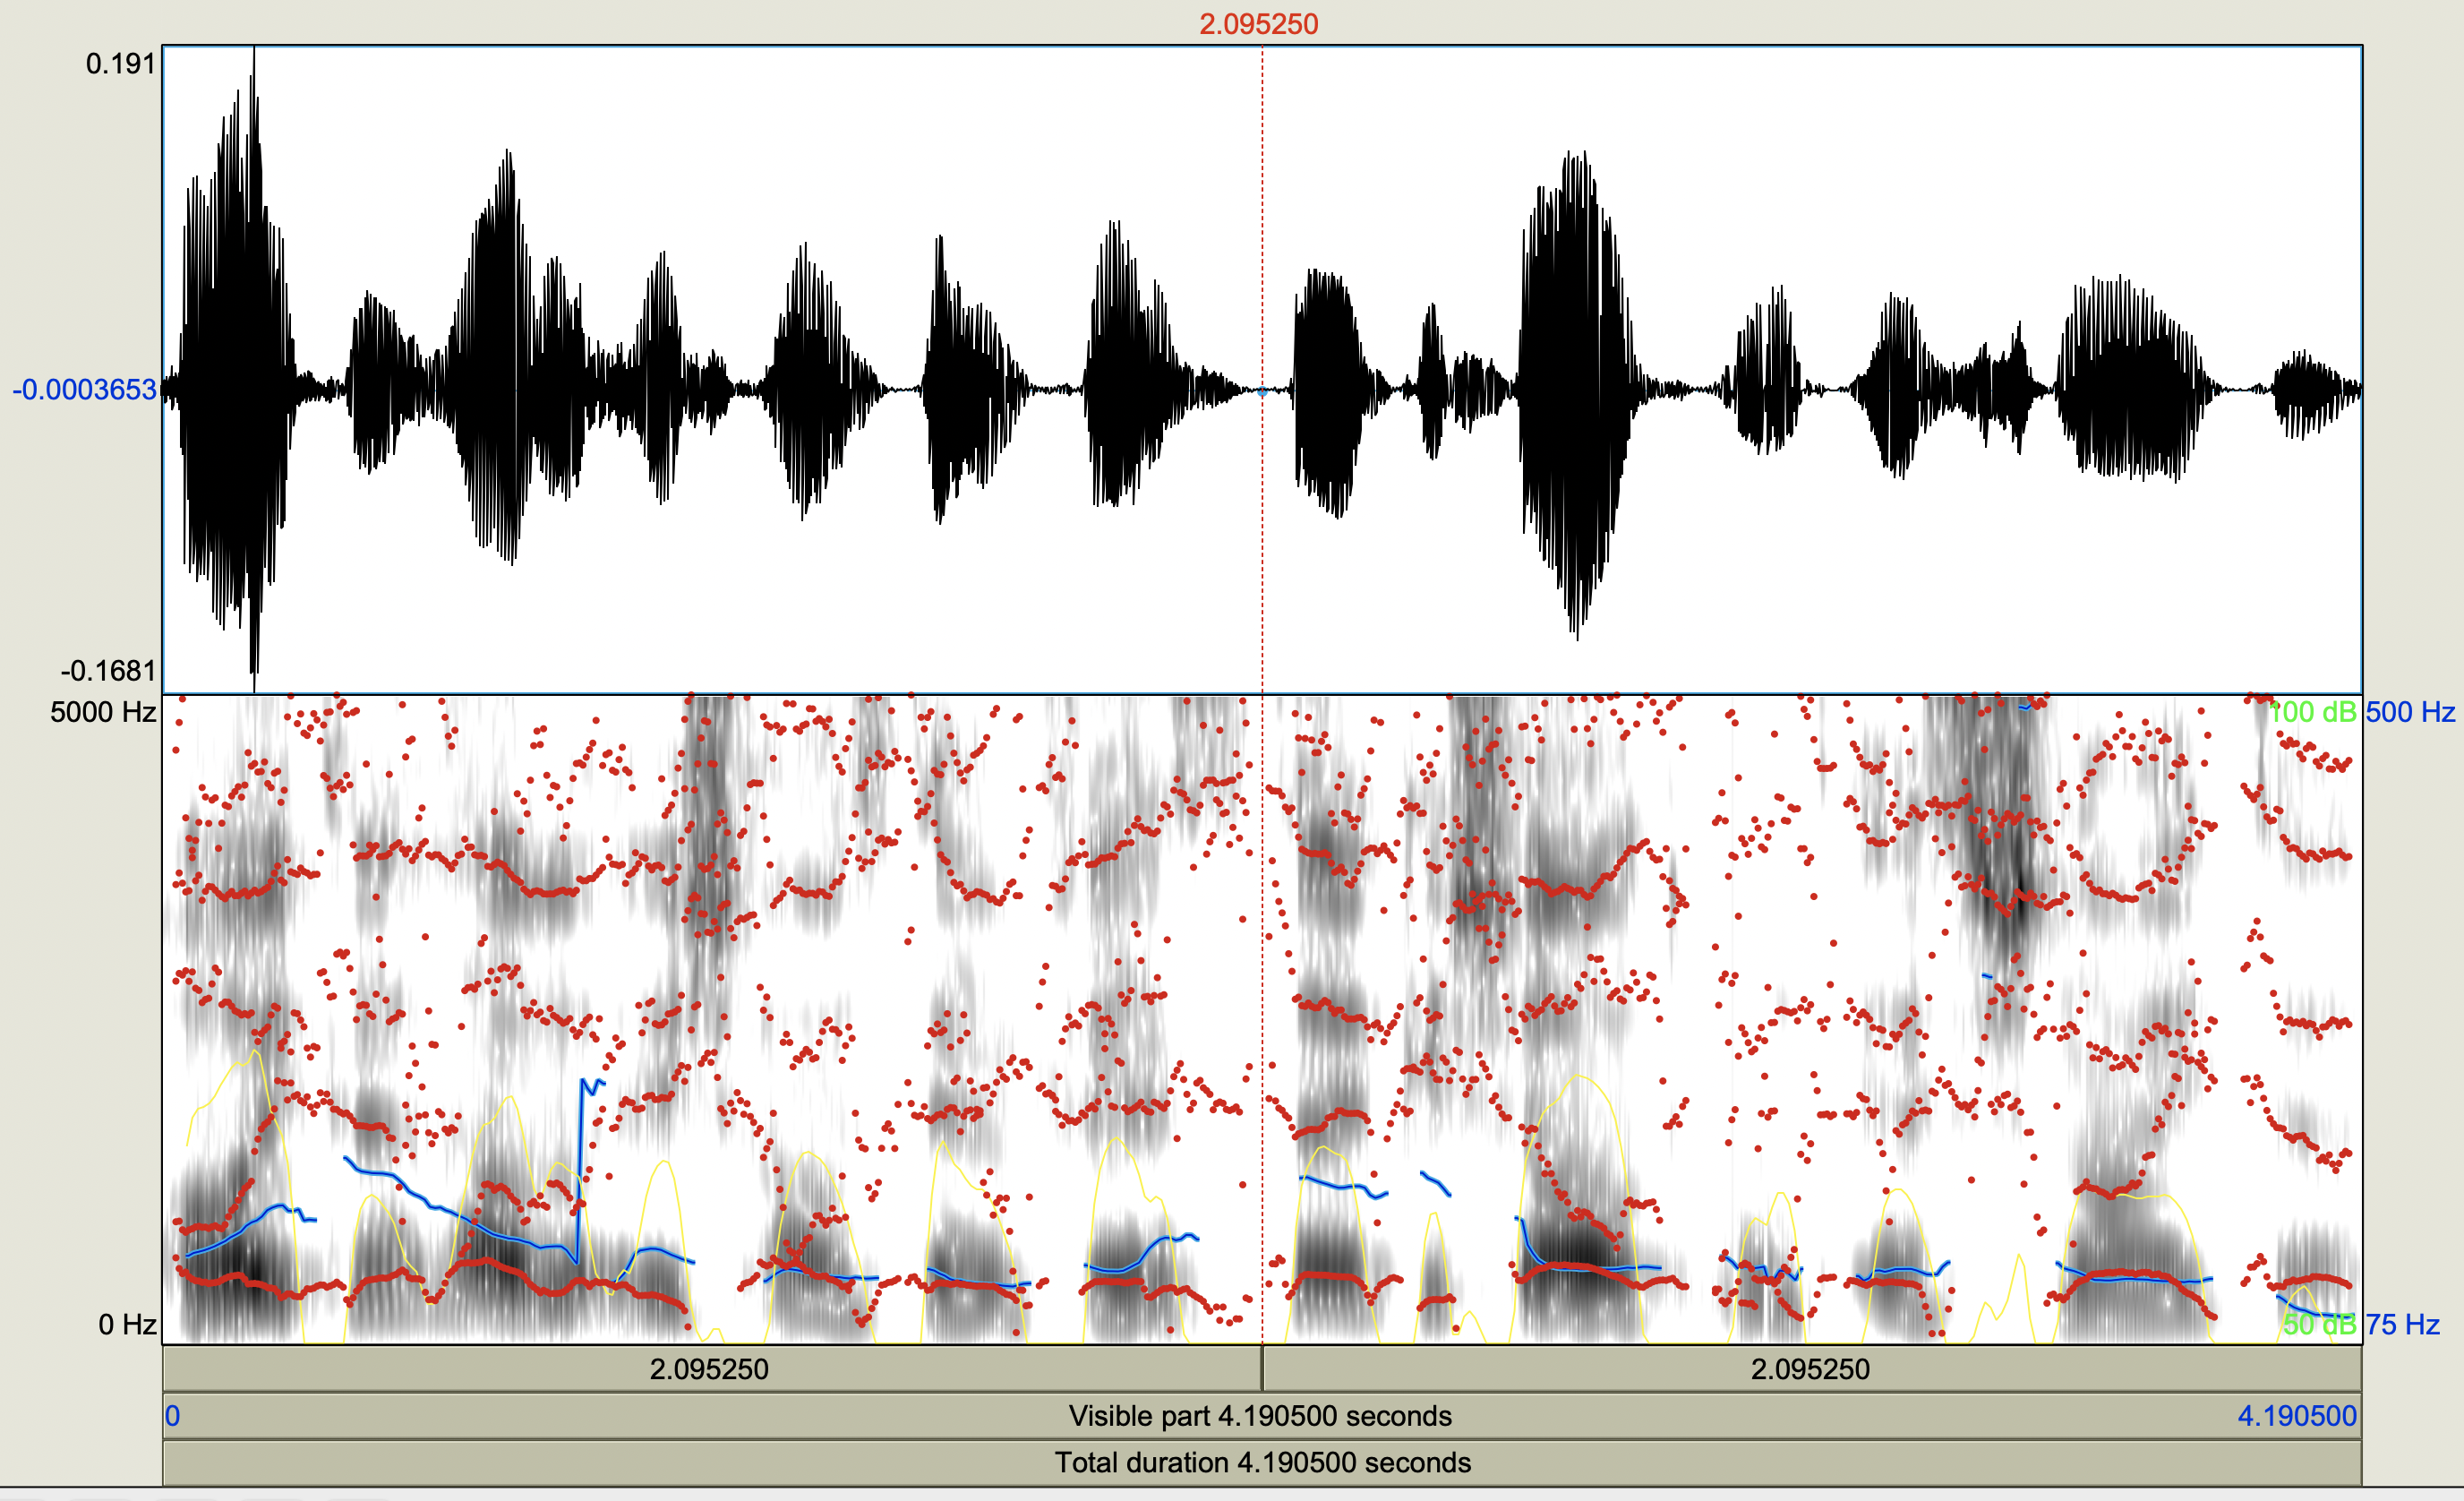 2.095250
0.191
-0.0003653
-0.1681
5000 Hz
100 dB 500 Hz
0 Hz
50 dB 75 Hz
2.095250 2.095250
0 Visible part 4.190500 seconds 4.190500
Total duration 4.190500 seconds